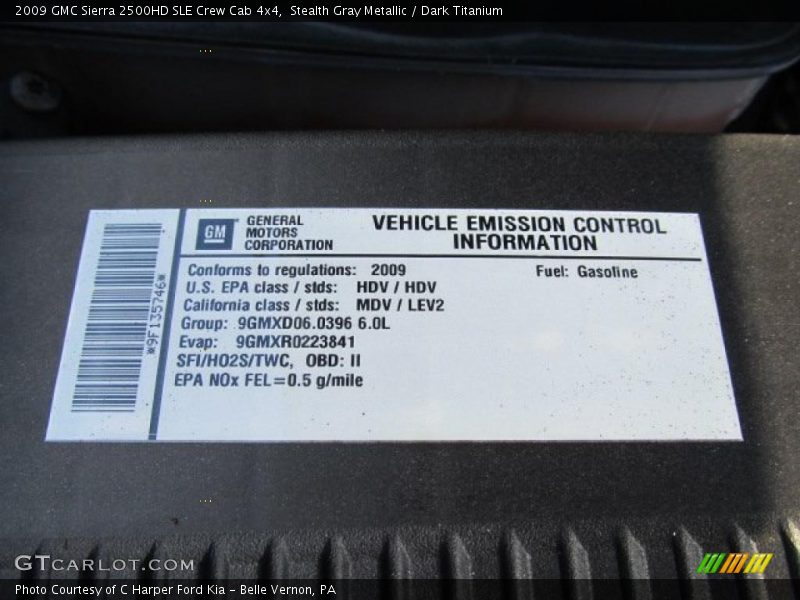 2009 GMC Sierra 2500HD SLE Crew Cab 4x4,  Stealth Gray Metallic / Dark Titanium
GM
GENERAL
MOTORS
CORPORATION
VEHICLE EMISSION CONTROL
INFORMATION
*9F135746*
Conforms to regulations: 2009
Fuel: Gasoline
U.S. EPA class / stds: HDV / HDV
California class / stds: MDV / LEV2
Group: 9GMXD06.0396 6.0L
Evap: 9GMXR0223841
SFI/HO2S/TWC, OBD: II
EPA NOx FEL=0.5 g/mile
GTCARLOT.COM
Photo Courtesy of C Harper Ford Kia – Belle Vernon, PA